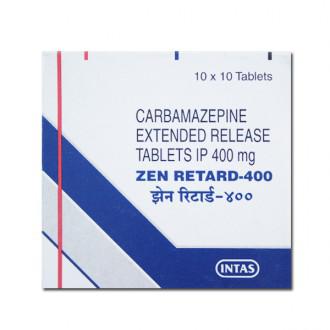 10 x 10 Tablets
CARBAMAZEPINE
EXTENDED RELEASE
TABLETS IP 400 mg
ZEN RETARD-400
झेन रिटार्ड-४००
INTAS